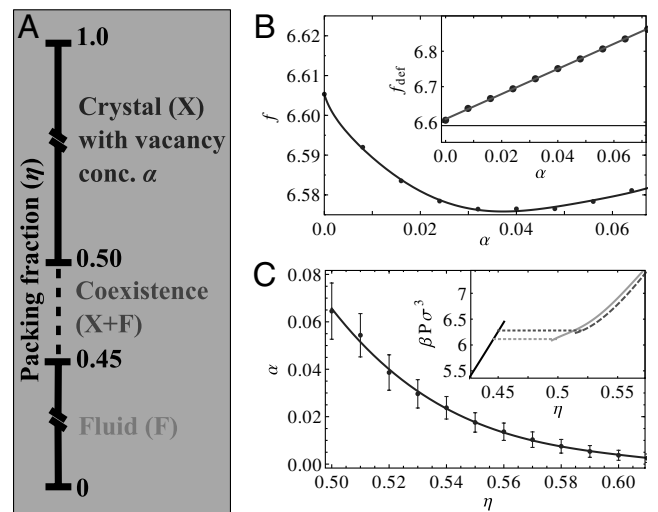 A
1.0
Crystal (X)
with vacancy
conc. α
Packing fraction (η)
0.50
Coexistence
(X+F)
0.45
Fluid (F)
0
B
f
6.62
6.61
6.60
6.59
6.58
0.0 0.02 0.04 0.06
α
f_def
6.8
6.7
6.6
0.0 0.02 0.04 0.06
α
C
α
0.08
0.06
0.04
0.02
0.00
0.50 0.52 0.54 0.56 0.58 0.60
η
βPσ³
7
6.5
6
5.5
0.45 0.5 0.55
η